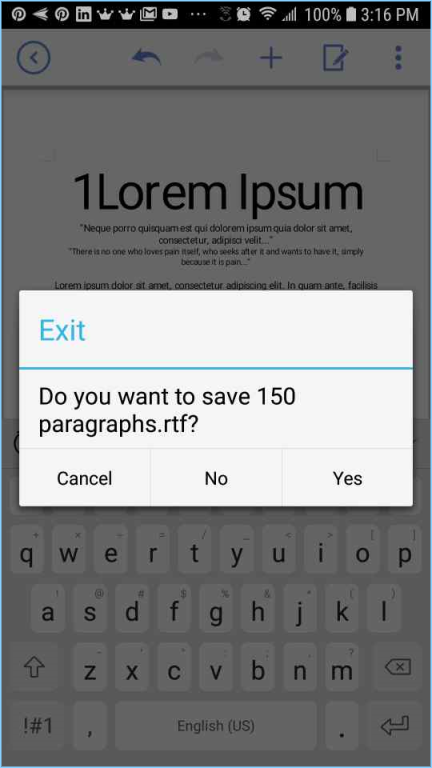 100% 3:16 PM
1Lorem Ipsum
"Neque porro quisquam est qui dolorem ipsum quia dolor sit amet,
consectetur, adipisci velit..."
"There is no one who loves pain itself, who seeks after it and wants to have it, simply
because it is pain..."
Lorem ipsum dolor sit amet, consectetur adipiscing elit. In quam ante, facilisis
Exit
Do you want to save 150
paragraphs.rtf?
Cancel No Yes
q w e r t y u i o p
a s d f g h j k l
z x c v b n m
!#1 , English (US) .